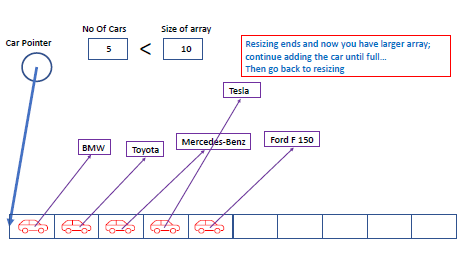 No Of Cars
Size of array
Car Pointer
5
<
10
Resizing ends and now you have larger array;
continue adding the car until full...
Then go back to resizing
Tesla
BMW
Toyota
Mercedes-Benz
Ford F 150